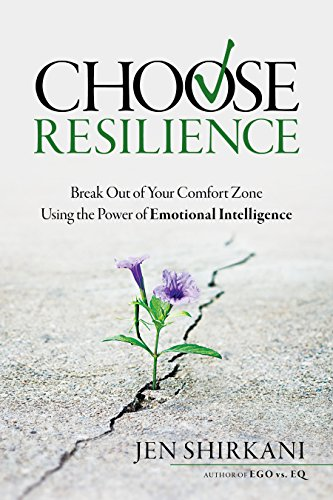 CHOOSE
RESILIENCE
Break Out of Your Comfort Zone
Using the Power of Emotional Intelligence
JEN SHIRKANI
AUTHOR OF EGO vs. EQ